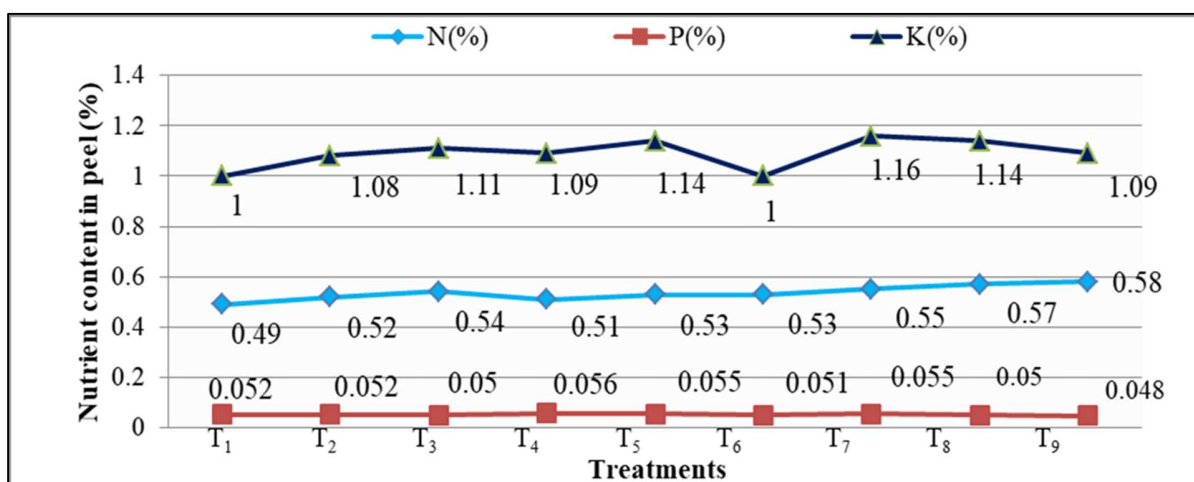 N(%) P(%) K(%)
Nutrient content in peel (%)
1.4
1.2
1
0.8
0.6
0.4
0.2
0
1 1.08 1.11 1.09 1.14 1 1.16 1.14 1.09
0.49 0.52 0.54 0.51 0.53 0.53 0.55 0.57 0.58
0.052 0.052 0.05 0.056 0.055 0.051 0.055 0.05 0.048
T₁ T₂ T₃ T₄ T₅ T₆ T₇ T₈ T₉
Treatments